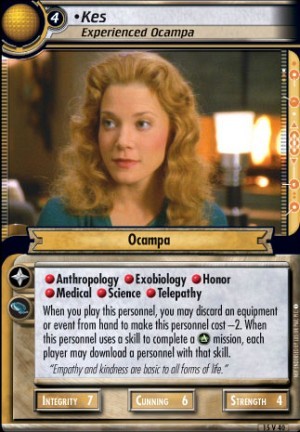 4
•Kes
Experienced Ocampa
Ocampa
Anthropology Exobiology Honor
Medical Science Telepathy
When you play this personnel, you may discard an equipment
or event from hand to make this personnel cost –2. When
this personnel uses a skill to complete a mission, each
player may download a personnel with that skill.
"Empathy and kindness are basic to all forms of life."
INTEGRITY 7 CUNNING 6 STRENGTH 4
15 V 40